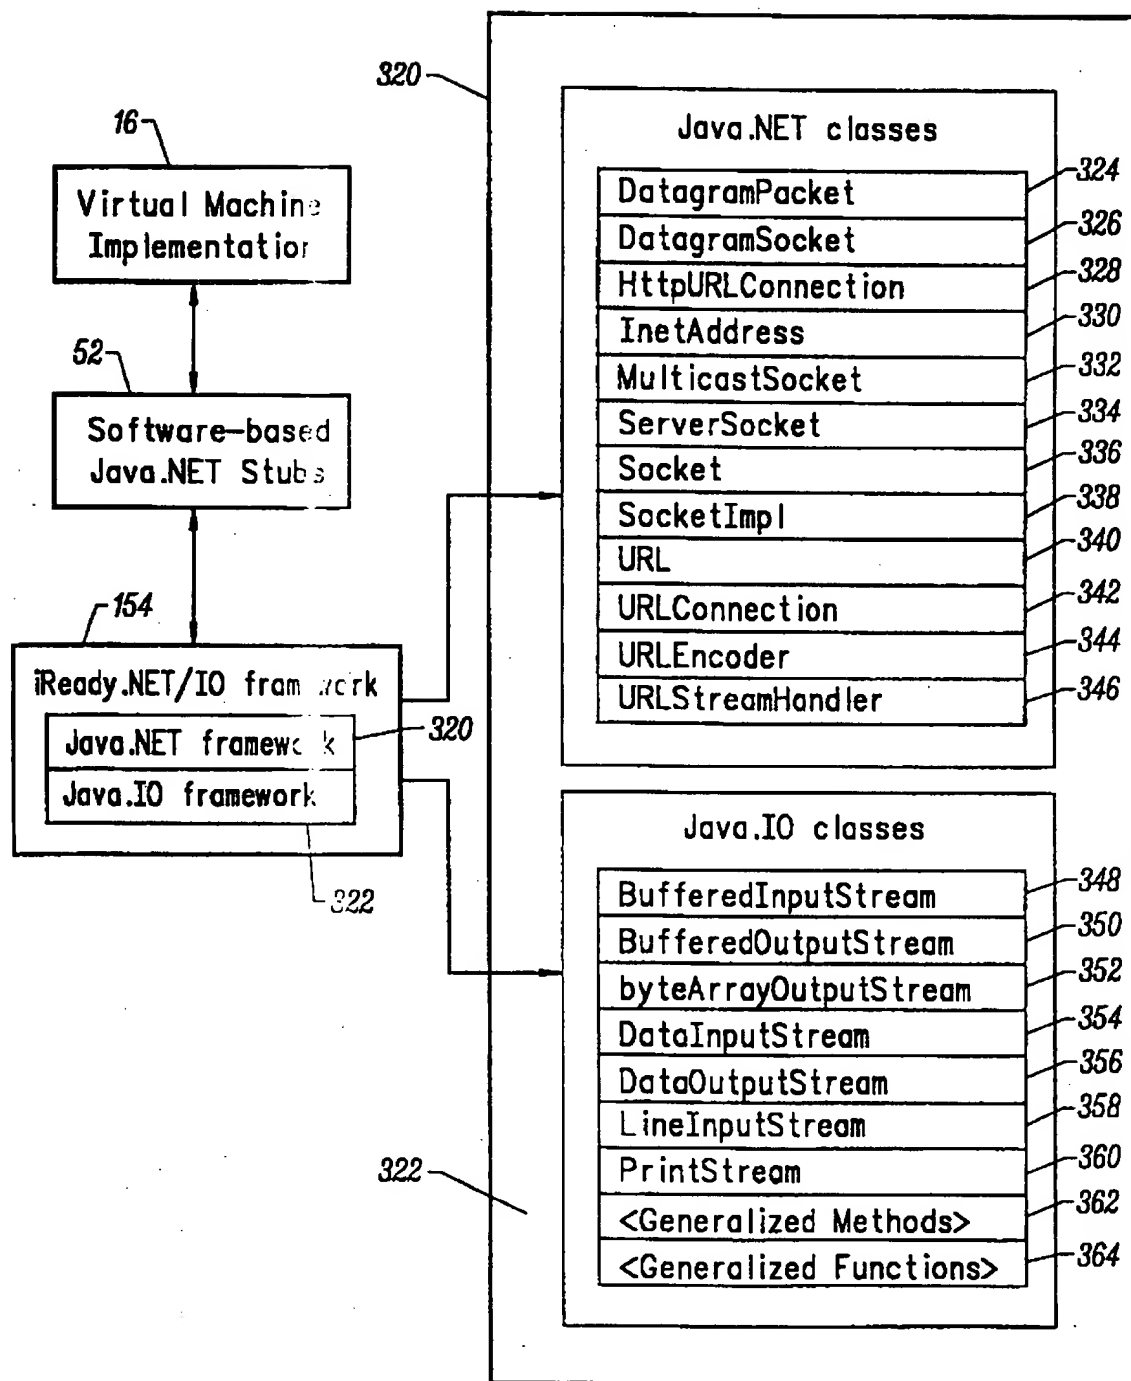 16
Virtual Machine
Implementation
52
Software-based
Java.NET Stubs
154
iReady.NET/IO framework
Java.NET framework
320
Java.IO framework
322
320
Java.NET classes
DatagramPacket 324
DatagramSocket 326
HttpURLConnection 328
InetAddress 330
MulticastSocket 332
ServerSocket 334
Socket 336
SocketImpl 338
URL 340
URLConnection 342
URLEncoder 344
URLStreamHandler 346
Java.IO classes
BufferedInputStream 348
BufferedOutputStream 350
byteArrayOutputStream 352
DataInputStream 354
DataOutputStream 356
LineInputStream 358
PrintStream 360
<Generalized Methods> 362
<Generalized Functions> 364
322